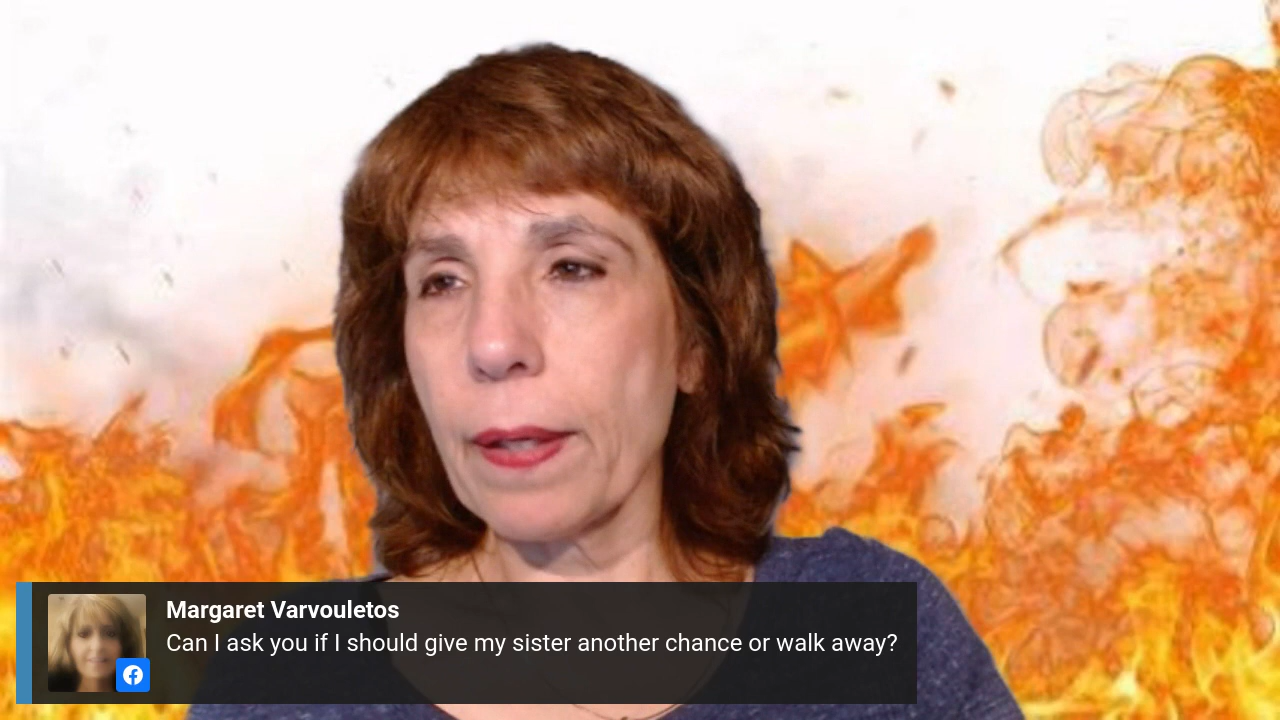 Margaret Varvouletos
Can I ask you if I should give my sister another chance or walk away?